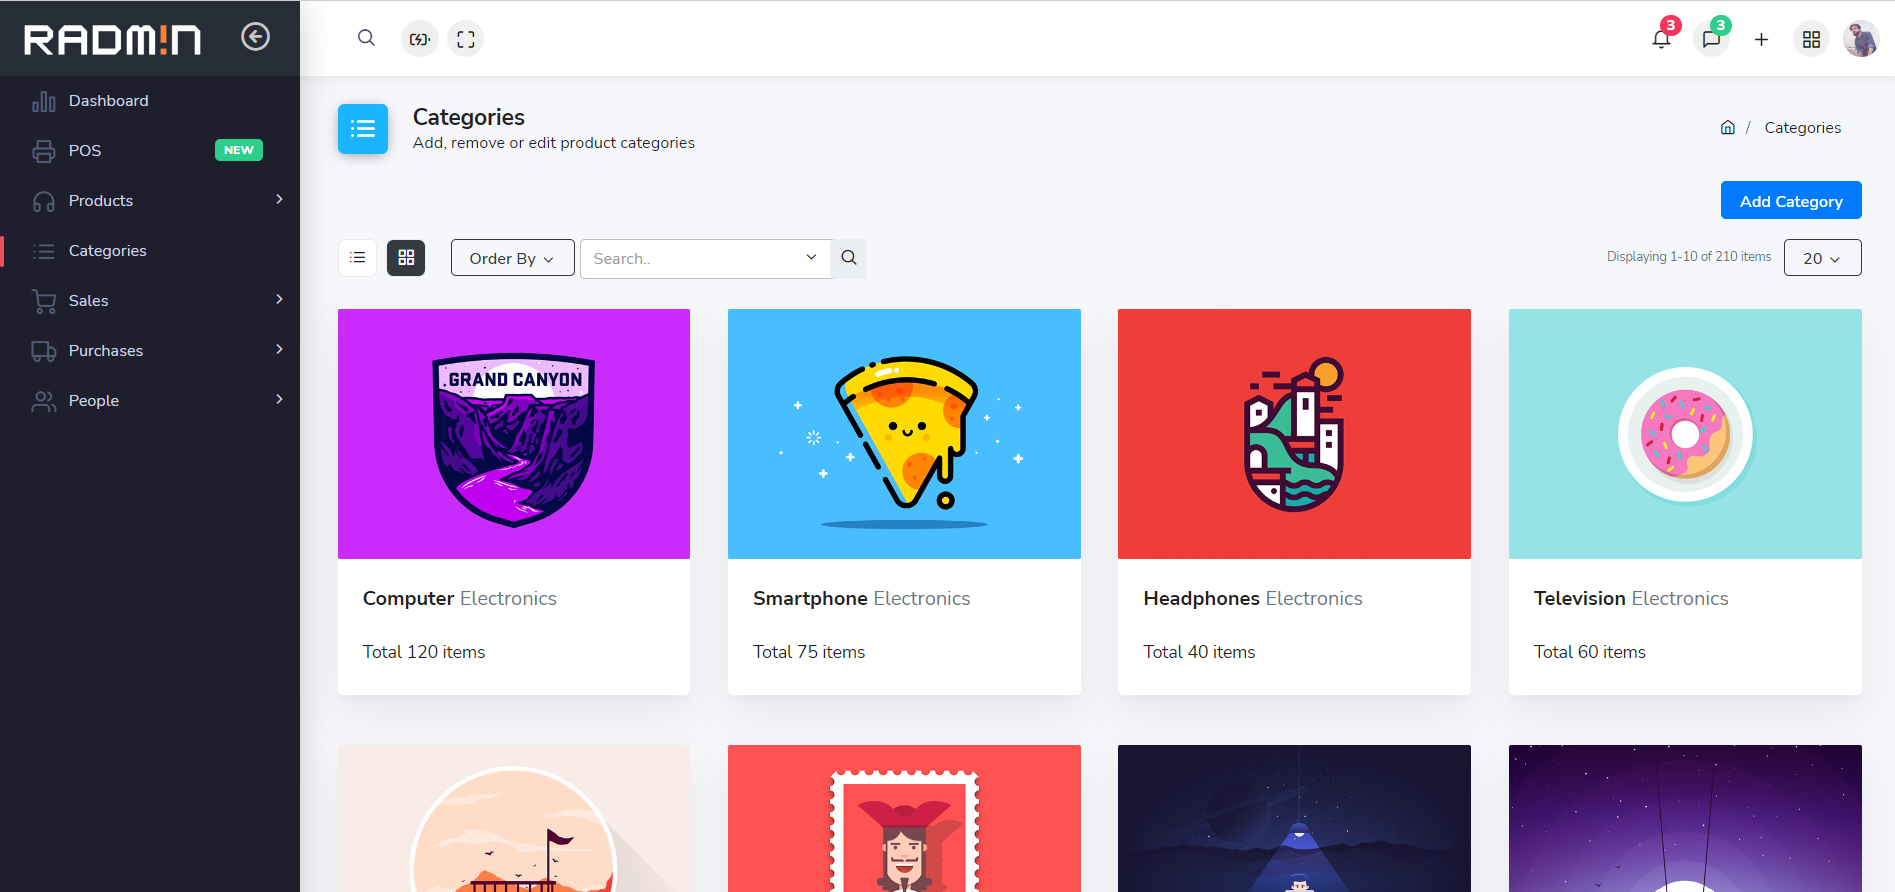 RADM!N
3
3
Dashboard
POS
NEW
Products
Categories
Sales
Purchases
People
Categories
Add, remove or edit product categories
/ Categories
Add Category
Order By
Search..
Displaying 1-10 of 210 items
20
GRAND CANYON
Computer Electronics
Total 120 items
Smartphone Electronics
Total 75 items
Headphones Electronics
Total 40 items
Television Electronics
Total 60 items